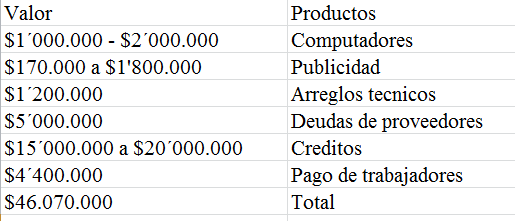 Valor Productos
$1´000.000 - $2´000.000 Computadores
$170.000 a $1'800.000 Publicidad
$1´200.000 Arreglos tecnicos
$5´000.000 Deudas de proveedores
$15´000.000 a $20´000.000 Creditos
$4´400.000 Pago de trabajadores
$46.070.000 Total